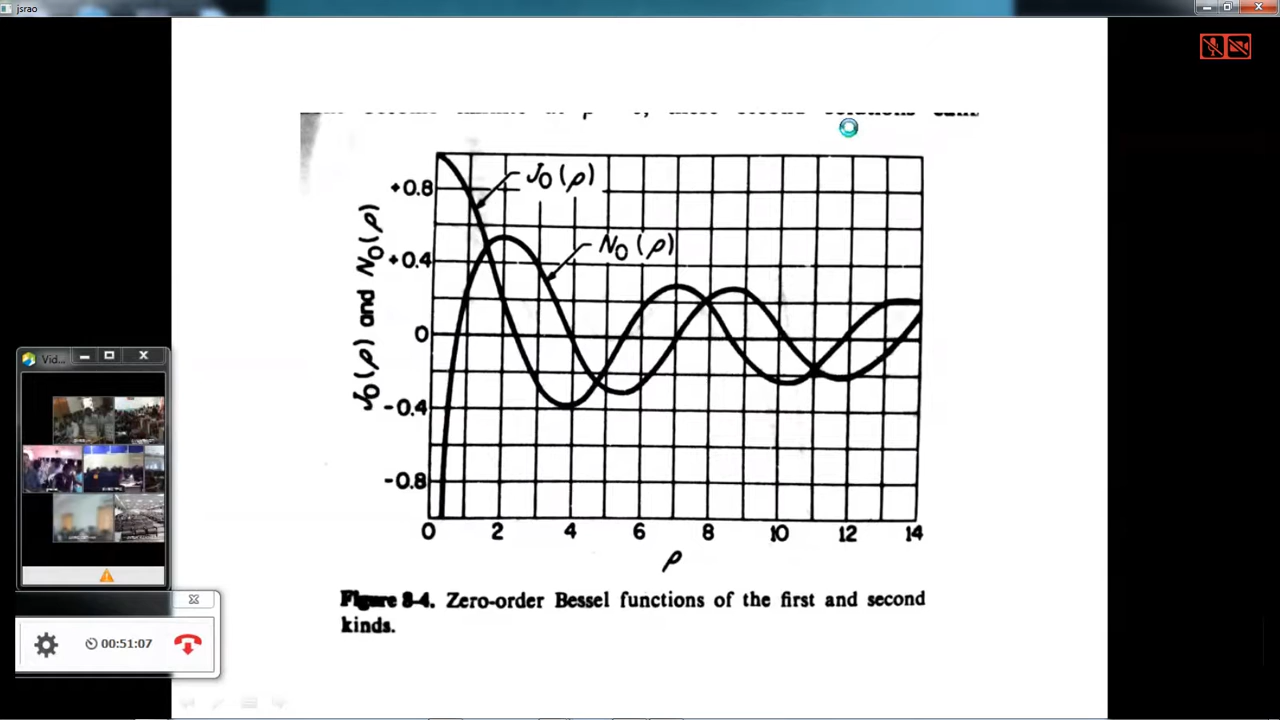 jsrao
solutions
+0.8
J0(ρ)
N0(ρ)
+0.4
J0(ρ) and N0(ρ)
0
-0.4
-0.8
0 2 4 6 8 10 12 14
ρ
Vid...
Figure 8-4. Zero-order Bessel functions of the first and second
kinds.
00:51:07